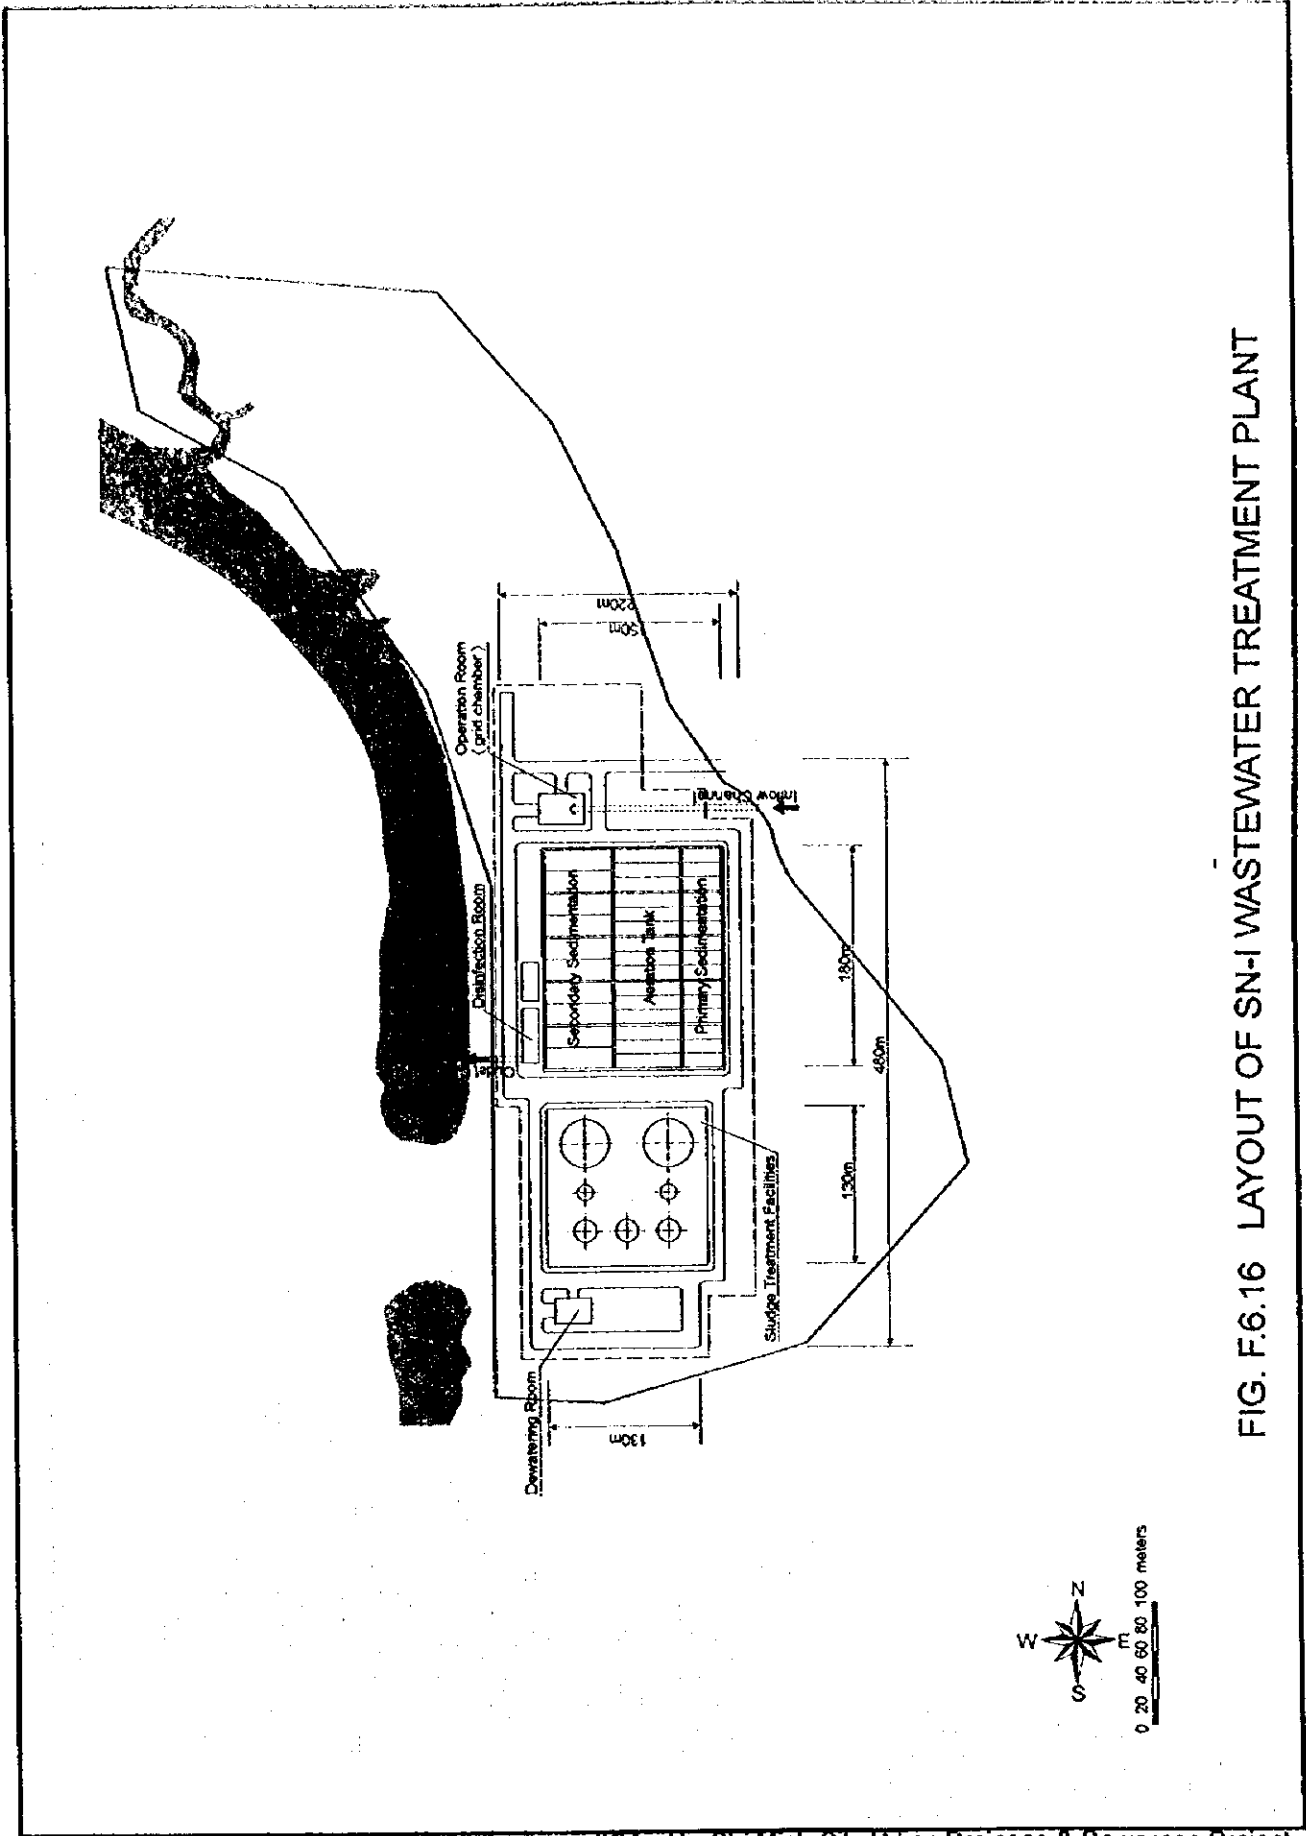 Operation Room
( grid chamber )
220m
Disinfection Room
Secondary Sedimentation
Aeration Tank
Primary Sedimentation
Outlet
Inflow
180m
480m
130m
Sludge Treatment Facilities
Dewatering Room
130m
N
W
E
S
0 20 40 60 80 100 meters
FIG. F.6.16 LAYOUT OF SN-I WASTEWATER TREATMENT PLANT